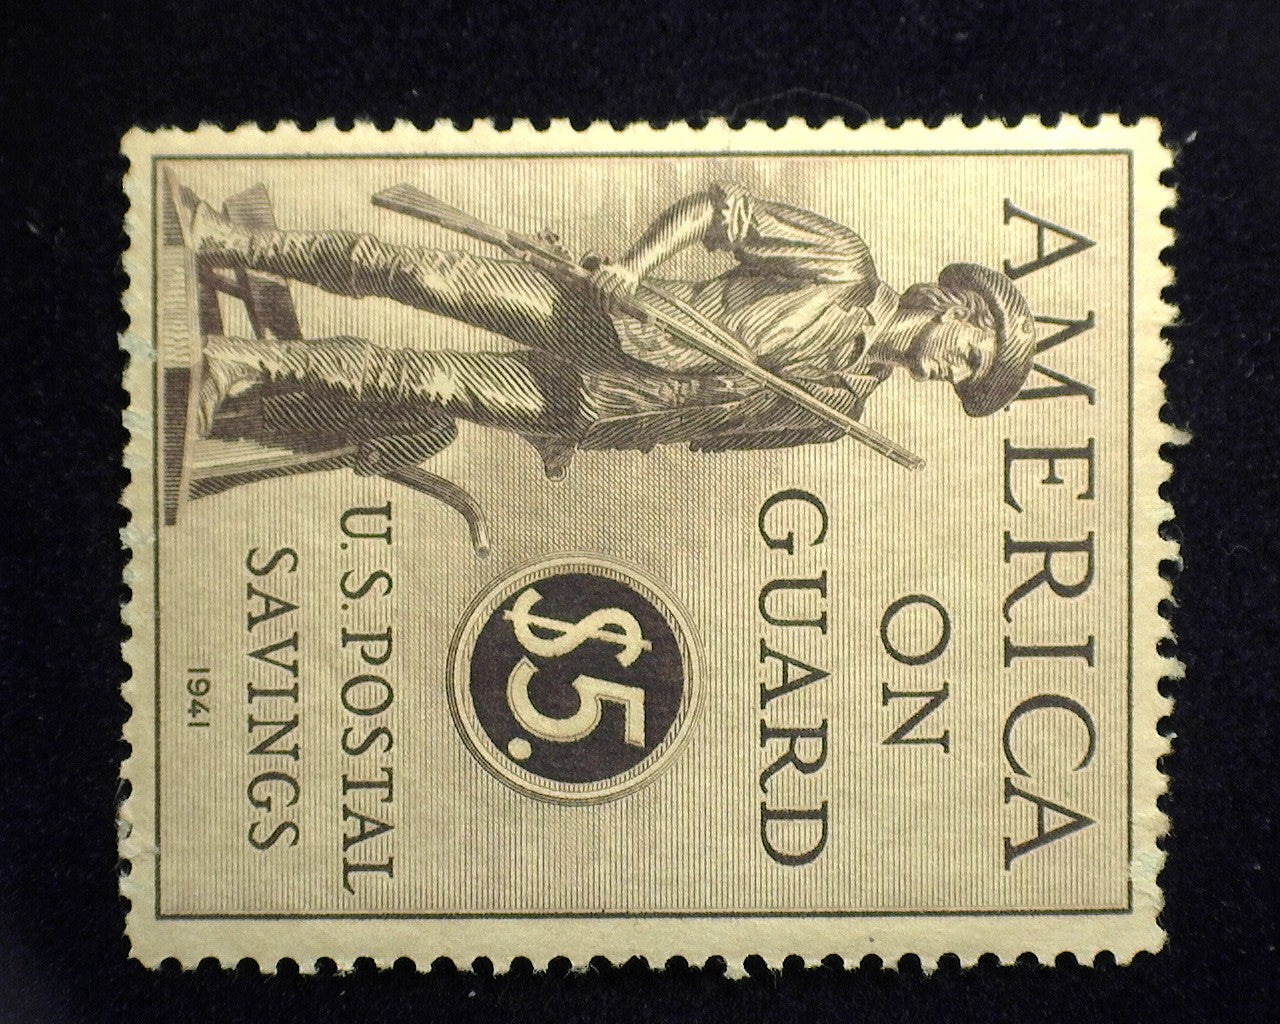 AMERICA
ON
GUARD
$5.
U.S. POSTAL
SAVINGS
1941